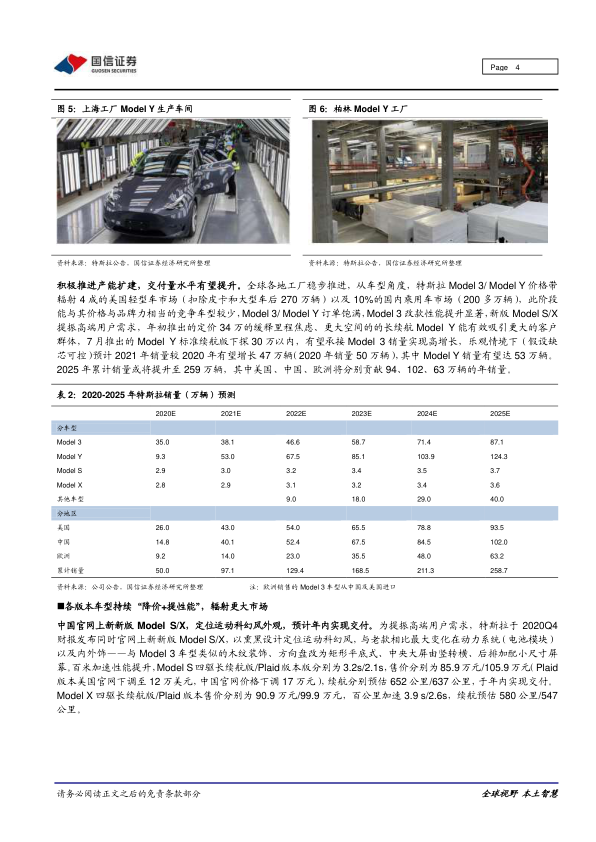 国信证券
GUOSEN SECURITIES
Page 4
图 5：上海工厂 Model Y 生产车间
图 6：柏林 Model Y 工厂
资料来源：特斯拉公告、国信证券经济研究所整理
资料来源：特斯拉公告、国信证券经济研究所整理
积极推进产能扩建，交付量水平有望提升。全球各地工厂稳步推进，从车型角度，特斯拉 Model 3/ Model Y 价格带
辐射 4 成的美国轻型车市场（扣除皮卡和大型车后 270 万辆）以及 10%的国内乘用车市场（200 多万辆），此阶段
能与其价格与品牌力相当的竞争车型较少，Model 3/ Model Y 订单饱满，Model 3 改款性能提升显著，新版 Model S/X
提振高端用户需求，年初推出的定价 34 万的缓释里程焦虑、更大空间的的长续航 Model Y 能有效吸引更大的客户
群体，7 月推出的 Model Y 标准续航版下探 30 万以内，有望承接 Model 3 销量实现高增长，乐观情境下（假设缺
芯可控）预计 2021 年销量较 2020 年有望增长 47 万辆(2020 年销量 50 万辆)，其中 Model Y 销量有望达 53 万辆。
2025 年累计销量或将提升至 259 万辆，其中美国、中国、欧洲将分别贡献 94、102、63 万辆的年销量。
表 2：2020-2025 年特斯拉销量（万辆）预测
2020E 2021E 2022E 2023E 2024E 2025E
分车型
Model 3 35.0 38.1 46.6 58.7 71.4 87.1
Model Y 9.3 53.0 67.5 85.1 103.9 124.3
Model S 2.9 3.0 3.2 3.4 3.5 3.7
Model X 2.8 2.9 3.1 3.2 3.4 3.6
其他车型 9.0 18.0 29.0 40.0
分地区
美国 26.0 43.0 54.0 65.5 78.8 93.5
中国 14.8 40.1 52.4 67.5 84.5 102.0
欧洲 9.2 14.0 23.0 35.5 48.0 63.2
累计销量 50.0 97.1 129.4 168.5 211.3 258.7
资料来源：公司公告、国信证券经济研究所整理 注：欧洲销售的 Model 3 车型从中国及美国进口
■各版本车型持续“降价+提性能”，辐射更大市场
中国官网上新新版 Model S/X，定位运动科幻风外观，预计年内实现交付。为提振高端用户需求，特斯拉于 2020Q4
财报发布同时官网上新新版 Model S/X，以熏黑设计定位运动科幻风，与老款相比最大变化在动力系统（电池模块）
以及内外饰——与 Model 3 车型类似的木纹装饰、方向盘改为矩形平底式、中央大屏由竖转横、后排加配小尺寸屏
幕。百米加速性能提升，Model S 四驱长续航版/Plaid 版本版分别为 3.2s/2.1s，售价分别为 85.9 万元/105.9 万元( Plaid
版本美国官网下调至 12 万美元，中国官网价格下调 17 万元)，续航分别预估 652 公里/637 公里，于年内实现交付。
Model X 四驱长续航版/Plaid 版本售价分别为 90.9 万元/99.9 万元，百公里加速 3.9 s/2.6s，续航预估 580 公里/547
公里。
请务必阅读正文之后的免责条款部分
全球视野 本土智慧